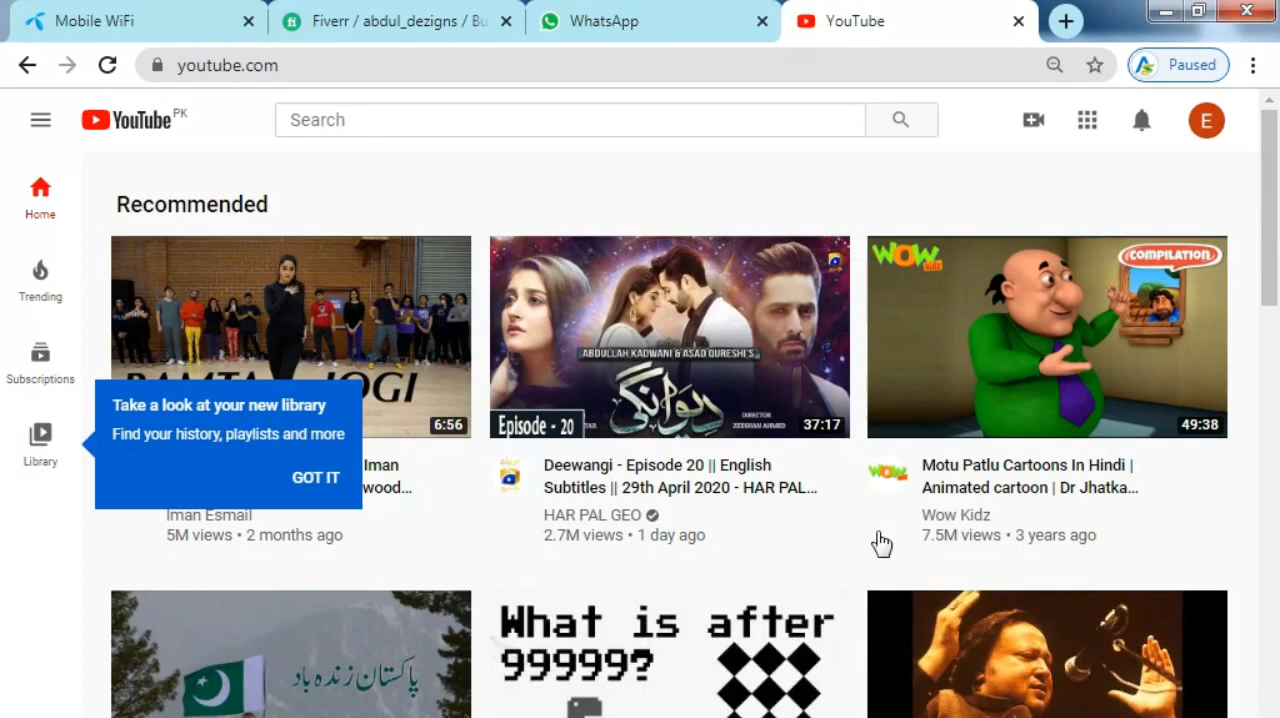 Mobile WiFi
Fiverr / abdul_dezigns / Bu
WhatsApp
YouTube
youtube.com
Paused
YouTube PK
Search
E
Home
Trending
Subscriptions
Library
Recommended
JOGI
6:56
Take a look at your new library
Find your history, playlists and more
GOT IT
Iman
wood...
Iman Esmail
5M views • 2 months ago
ABDULLAH KADWANI & ASAD QURESHI'S
دیوانگی
Episode - 20
DIRECTOR
ZEESHAN AHMED
37:17
Deewangi - Episode 20 || English
Subtitles || 29th April 2020 - HAR PAL...
HAR PAL GEO
2.7M views • 1 day ago
WOW
kidz
COMPILATION
49:38
Motu Patlu Cartoons In Hindi |
Animated cartoon | Dr Jhatka...
Wow Kidz
7.5M views • 3 years ago
پاکستان زندہ باد
What is after
99999?